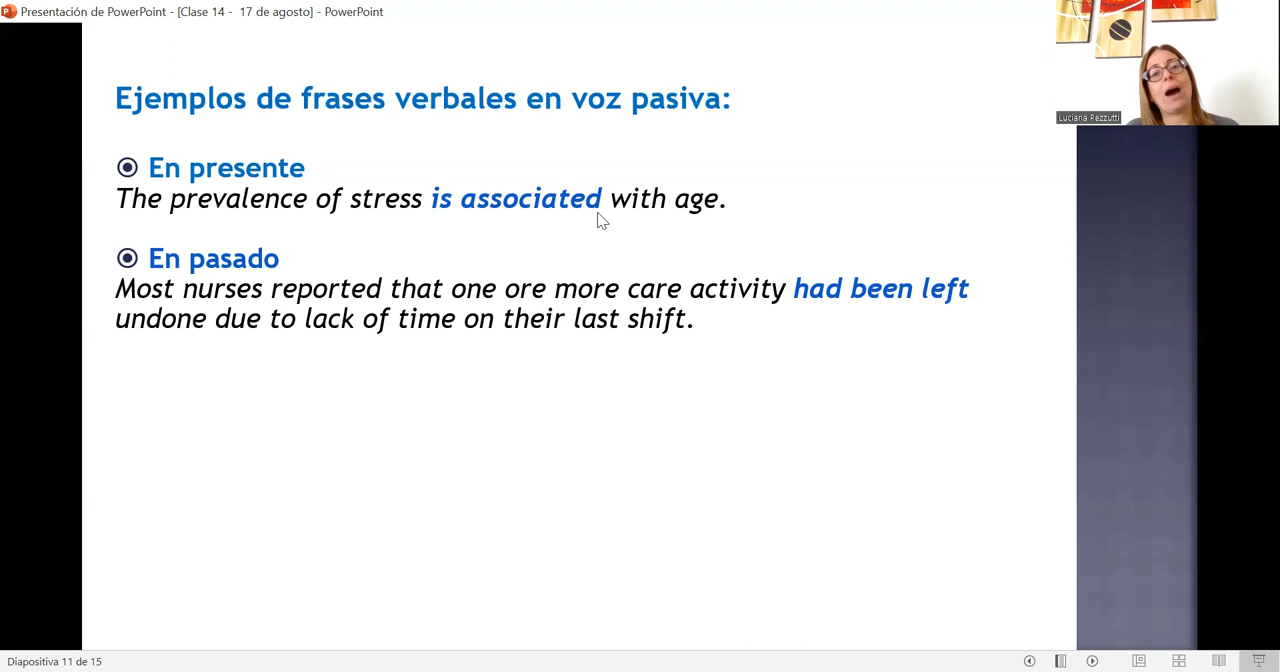 Presentación de PowerPoint - [Clase 14 -  17 de agosto] - PowerPoint
Luciana Pezzutti
Ejemplos de frases verbales en voz pasiva:
En presente
The prevalence of stress is associated with age.
En pasado
Most nurses reported that one ore more care activity had been left
undone due to lack of time on their last shift.
Diapositiva 11 de 15